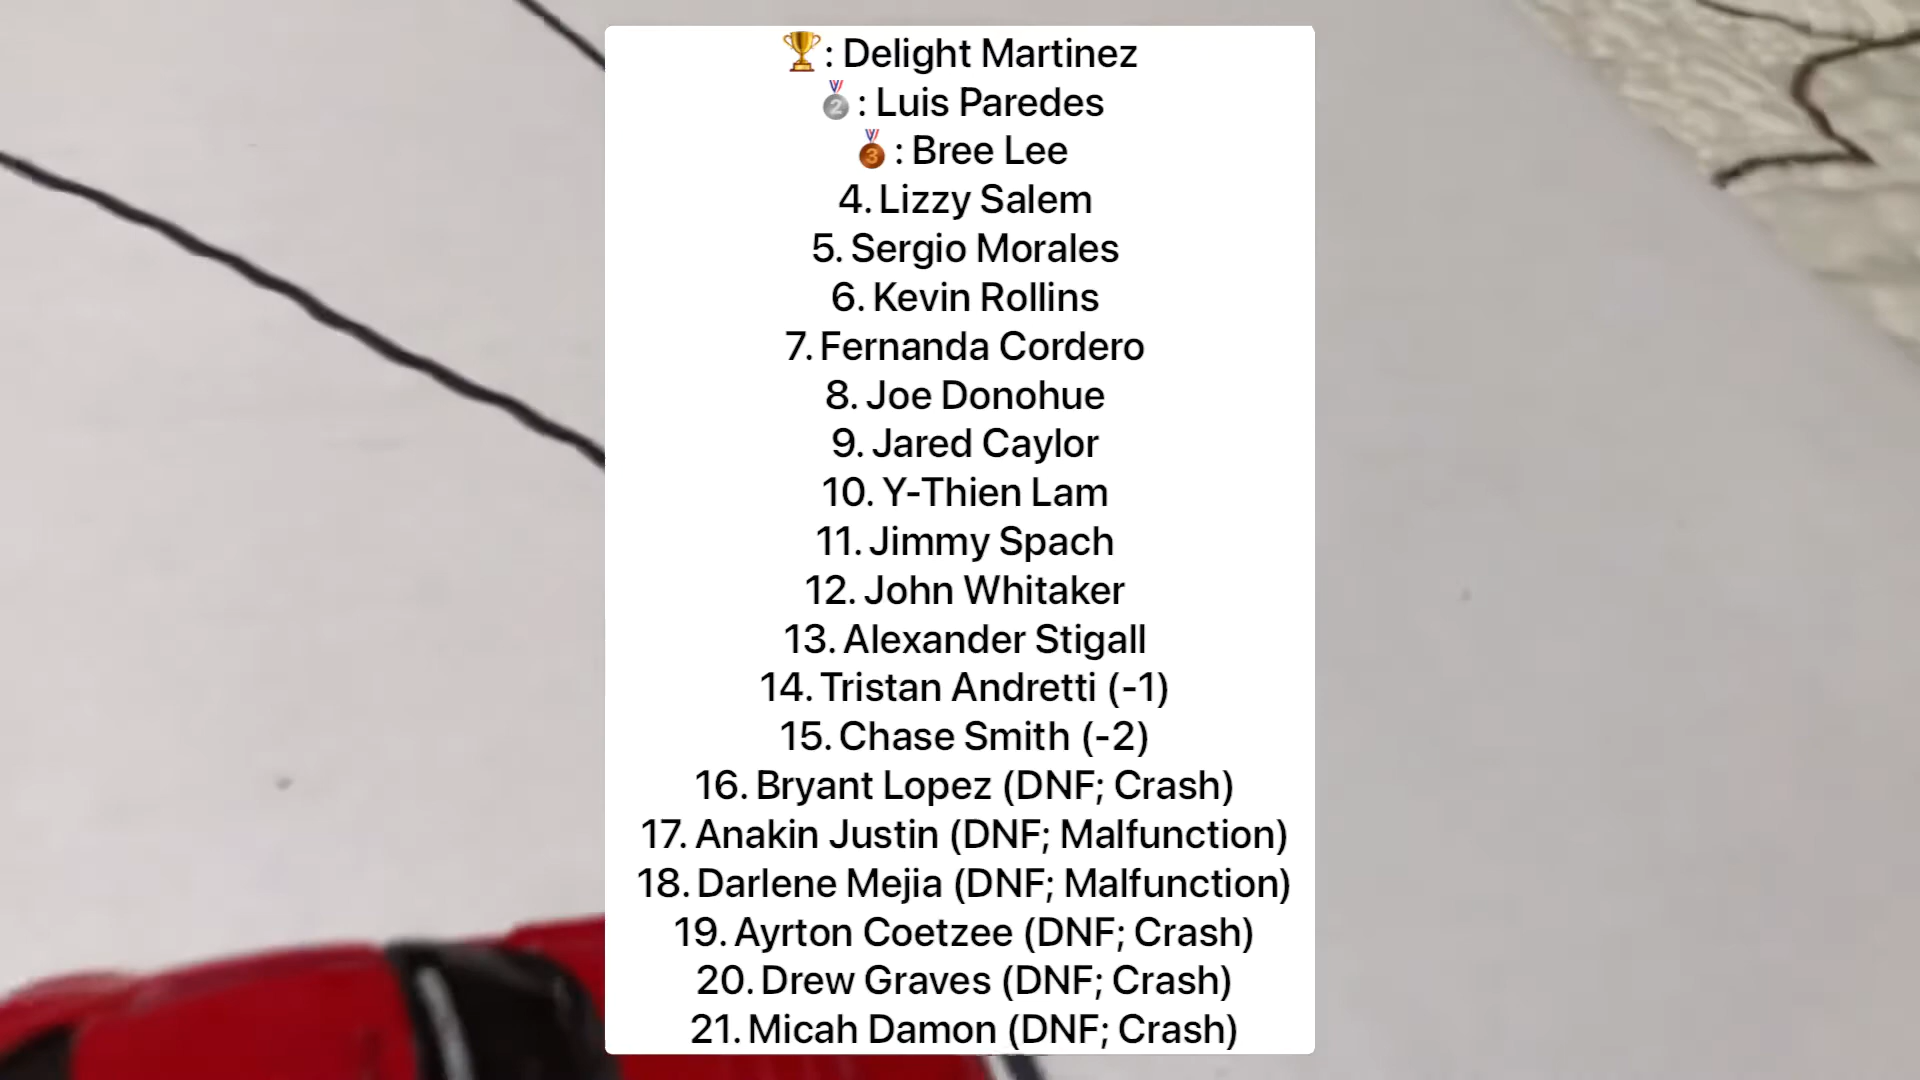 🏆: Delight Martinez
🥈: Luis Paredes
🥉: Bree Lee
4. Lizzy Salem
5. Sergio Morales
6. Kevin Rollins
7. Fernanda Cordero
8. Joe Donohue
9. Jared Caylor
10. Y-Thien Lam
11. Jimmy Spach
12. John Whitaker
13. Alexander Stigall
14. Tristan Andretti (-1)
15. Chase Smith (-2)
16. Bryant Lopez (DNF; Crash)
17. Anakin Justin (DNF; Malfunction)
18. Darlene Mejia (DNF; Malfunction)
19. Ayrton Coetzee (DNF; Crash)
20. Drew Graves (DNF; Crash)
21. Micah Damon (DNF; Crash)